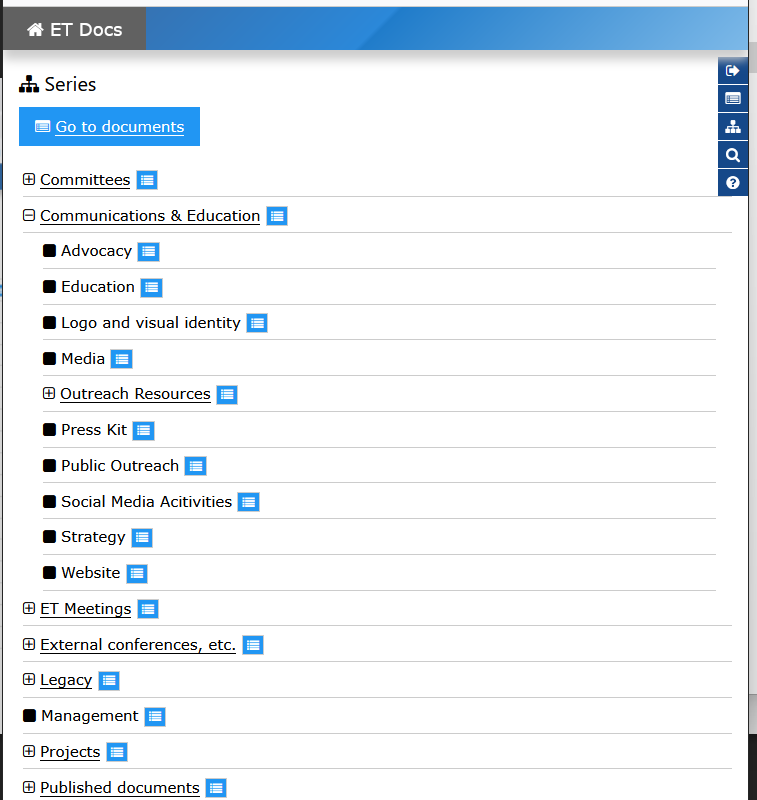 ET Docs
Series
Go to documents
Committees
Communications & Education
Advocacy
Education
Logo and visual identity
Media
Outreach Resources
Press Kit
Public Outreach
Social Media Acitivities
Strategy
Website
ET Meetings
External conferences, etc.
Legacy
Management
Projects
Published documents